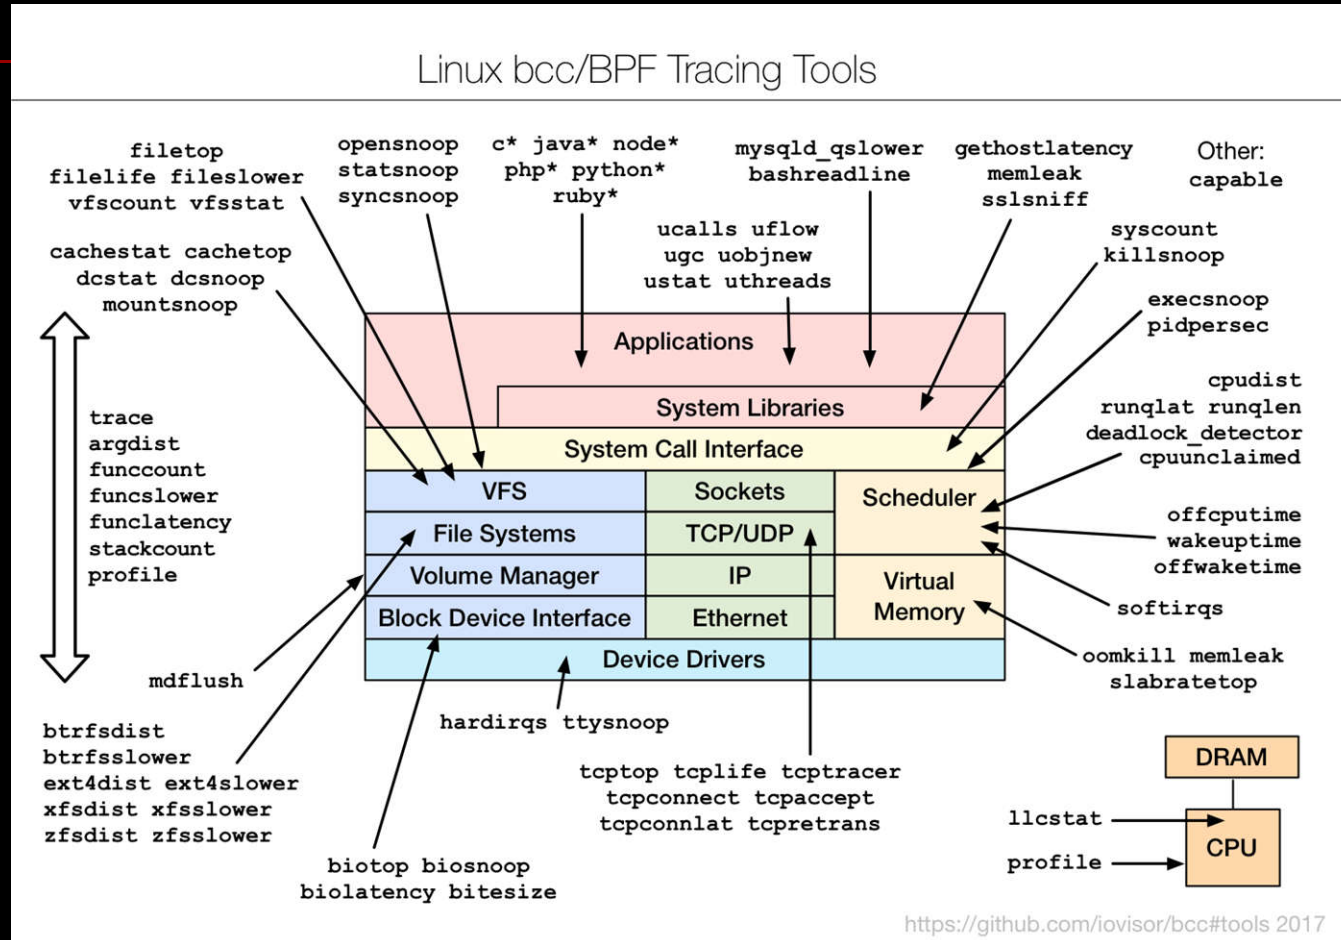 Linux bcc/BPF Tracing Tools
filetop
filelife fileslower
vfscount vfsstat
opensnoop
statsnoop
syncsnoop
c* java* node*
php* python*
ruby*
mysqld_qslower
bashreadline
gethostlatency
memleak
sslsniff
Other:
capable
cachestat cachetop
dcstat dcsnoop
mountsnoop
ucalls uflow
ugc uobjnew
ustat uthreads
syscount
killsnoop
execsnoop
pidpersec
trace
argdist
funccount
funcslower
funclatency
stackcount
profile
Applications
System Libraries
System Call Interface
VFS
File Systems
Volume Manager
Block Device Interface
Sockets
TCP/UDP
IP
Ethernet
Scheduler
Virtual
Memory
Device Drivers
cpudist
runqlat runqlen
deadlock_detector
cpuunclaimed
offcputime
wakeuptime
offwaketime
softirqs
oomkill memleak
slabratetop
mdflush
btrfsdist
btrfsslower
ext4dist ext4slower
xfsdist xfsslower
zfsdist zfsslower
hardirqs ttysnoop
biotop biosnoop
biolatency bitesize
tcptop tcplife tcptracer
tcpconnect tcpaccept
tcpconnlat tcpretrans
DRAM
llcstat
CPU
profile
https://github.com/iovisor/bcc#tools 2017